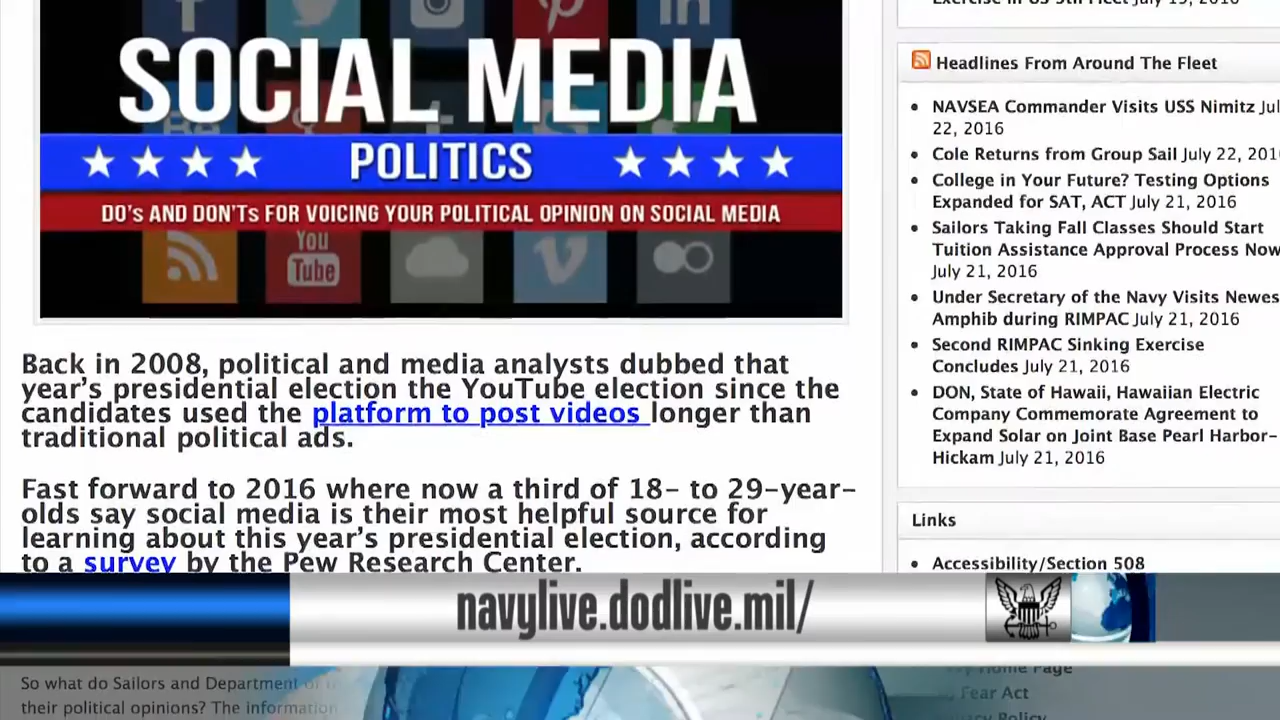 SOCIAL MEDIA
POLITICS
DO's AND DON'Ts FOR VOICING YOUR POLITICAL OPINION ON SOCIAL MEDIA
You
Tube
Back in 2008, political and media analysts dubbed that
year's presidential election the YouTube election since the
candidates used the platform to post videos longer than
traditional political ads.
Fast forward to 2016 where now a third of 18- to 29-year-
olds say social media is their most helpful source for
learning about this year's presidential election, according
to a survey by the Pew Research Center.
So what do Sailors and Department of
their political opinions? The information
Exercise in US 5th Fleet July 19, 2016
Headlines From Around The Fleet
NAVSEA Commander Visits USS Nimitz
22, 2016
Cole Returns from Group Sail July 22,
College in Your Future? Testing Options
Expanded for SAT, ACT July 21, 2016
Sailors Taking Fall Classes Should Start
Tuition Assistance Approval Process Now
July 21, 2016
Under Secretary of the Navy Visits
Amphib during RIMPAC July 21, 2016
Second RIMPAC Sinking Exercise
Concludes July 21, 2016
DON, State of Hawaii, Hawaiian Electric
Company Commemorate Agreement to
Expand Solar on Joint Base Pearl Harbor-
Hickam July 21, 2016
Links
Accessibility/Section 508
Home Page
Fear Act
Policy
navylive.dodlive.mil/